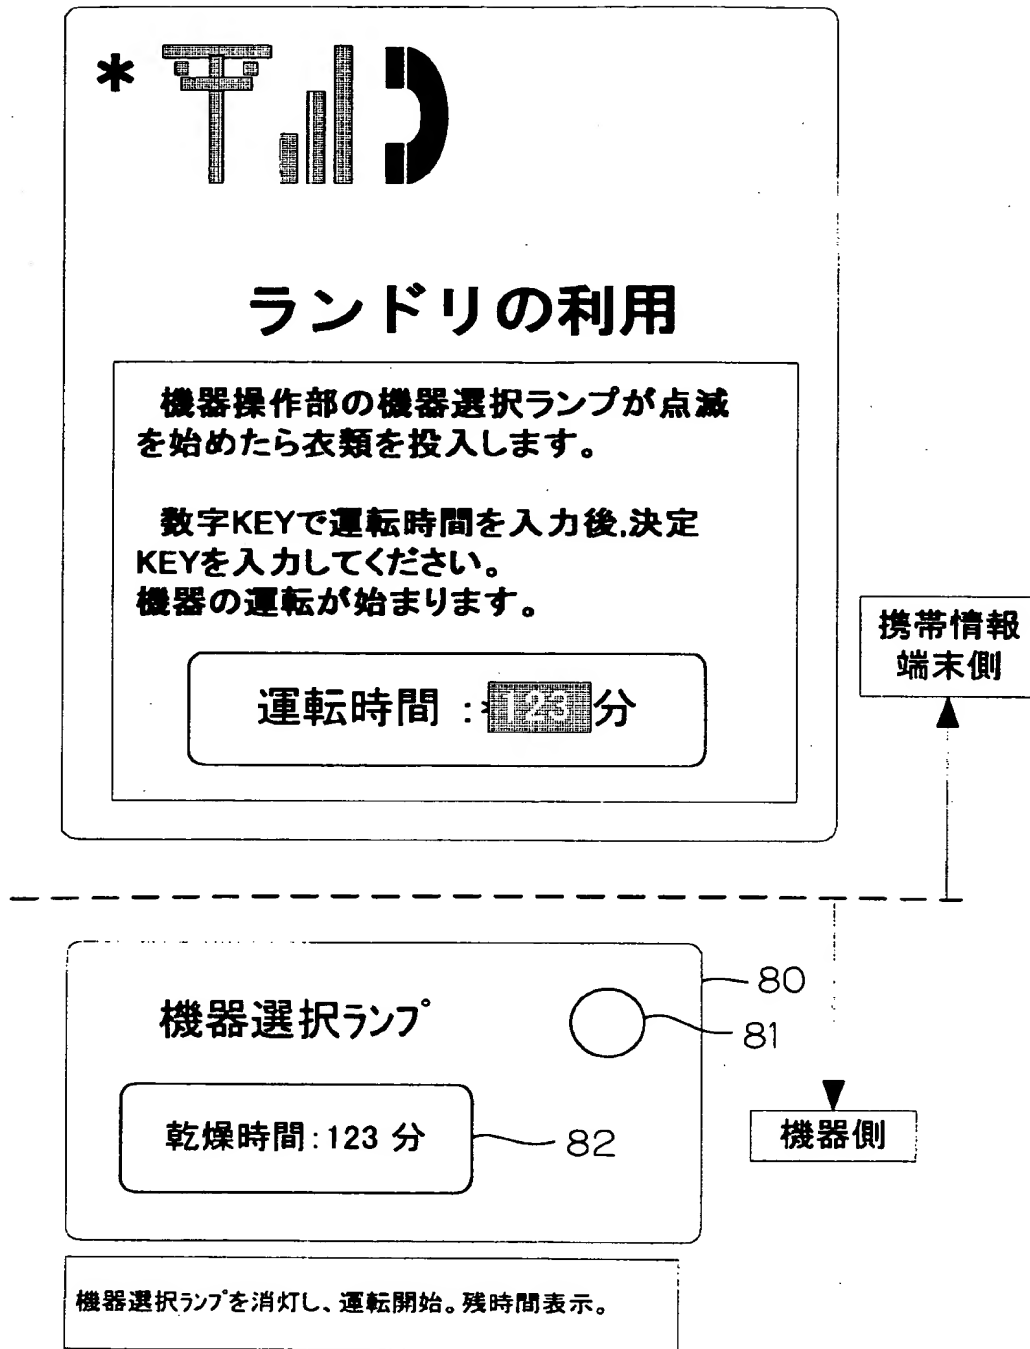 *
ランドリの利用
機器操作部の機器選択ランプが点滅
を始めたら衣類を投入します。
数字KEYで運転時間を入力後,決定
KEYを入力してください。
機器の運転が始まります。
運転時間 :*123分
携帯情報
端末側
機器選択ランプ
80
81
乾燥時間:123 分
82
機器側
機器選択ランプを消灯し、運転開始。残時間表示。